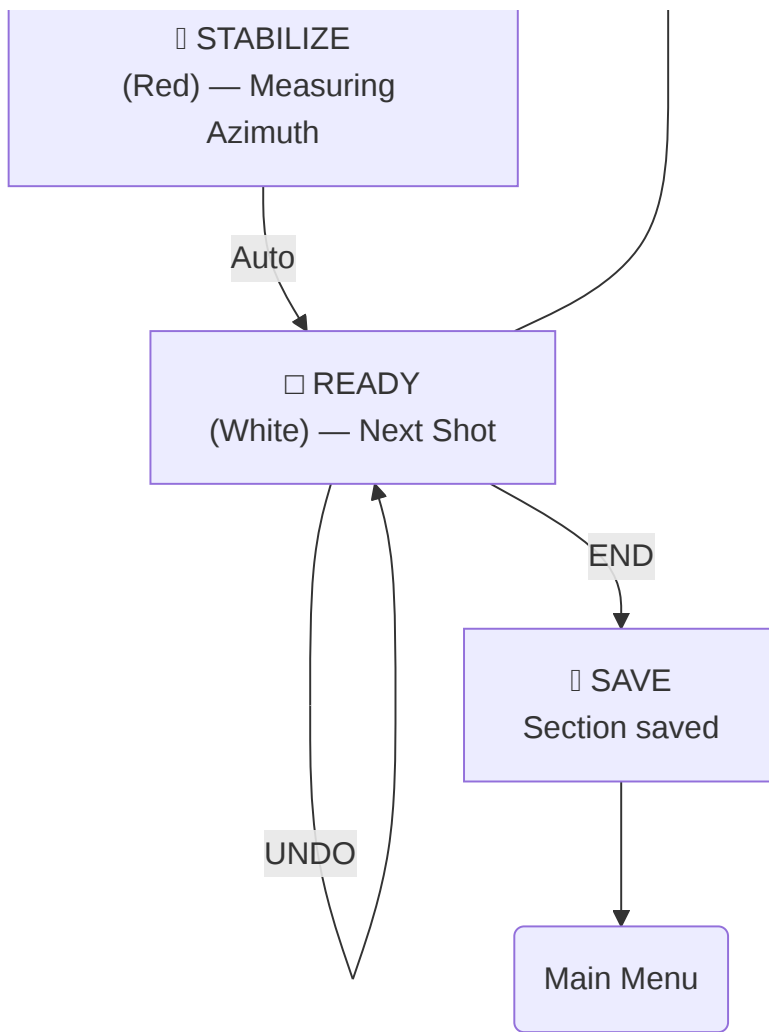 ▯ STABILIZE
(Red) — Measuring
Azimuth
Auto
□ READY
(White) — Next Shot
END
▯ SAVE
Section saved
UNDO
Main Menu